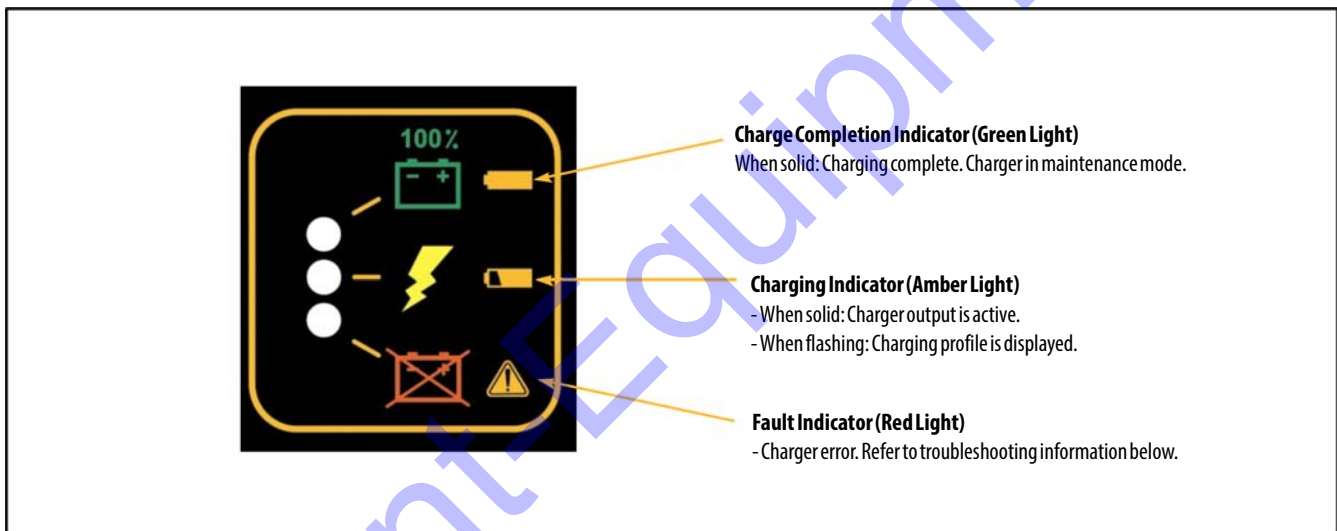 100%
Charge Completion Indicator (Green Light)
When solid: Charging complete. Charger in maintenance mode.
Charging Indicator (Amber Light)
- When solid: Charger output is active.
- When flashing: Charging profile is displayed.
Fault Indicator (Red Light)
- Charger error. Refer to troubleshooting information below.
nt-Equipm